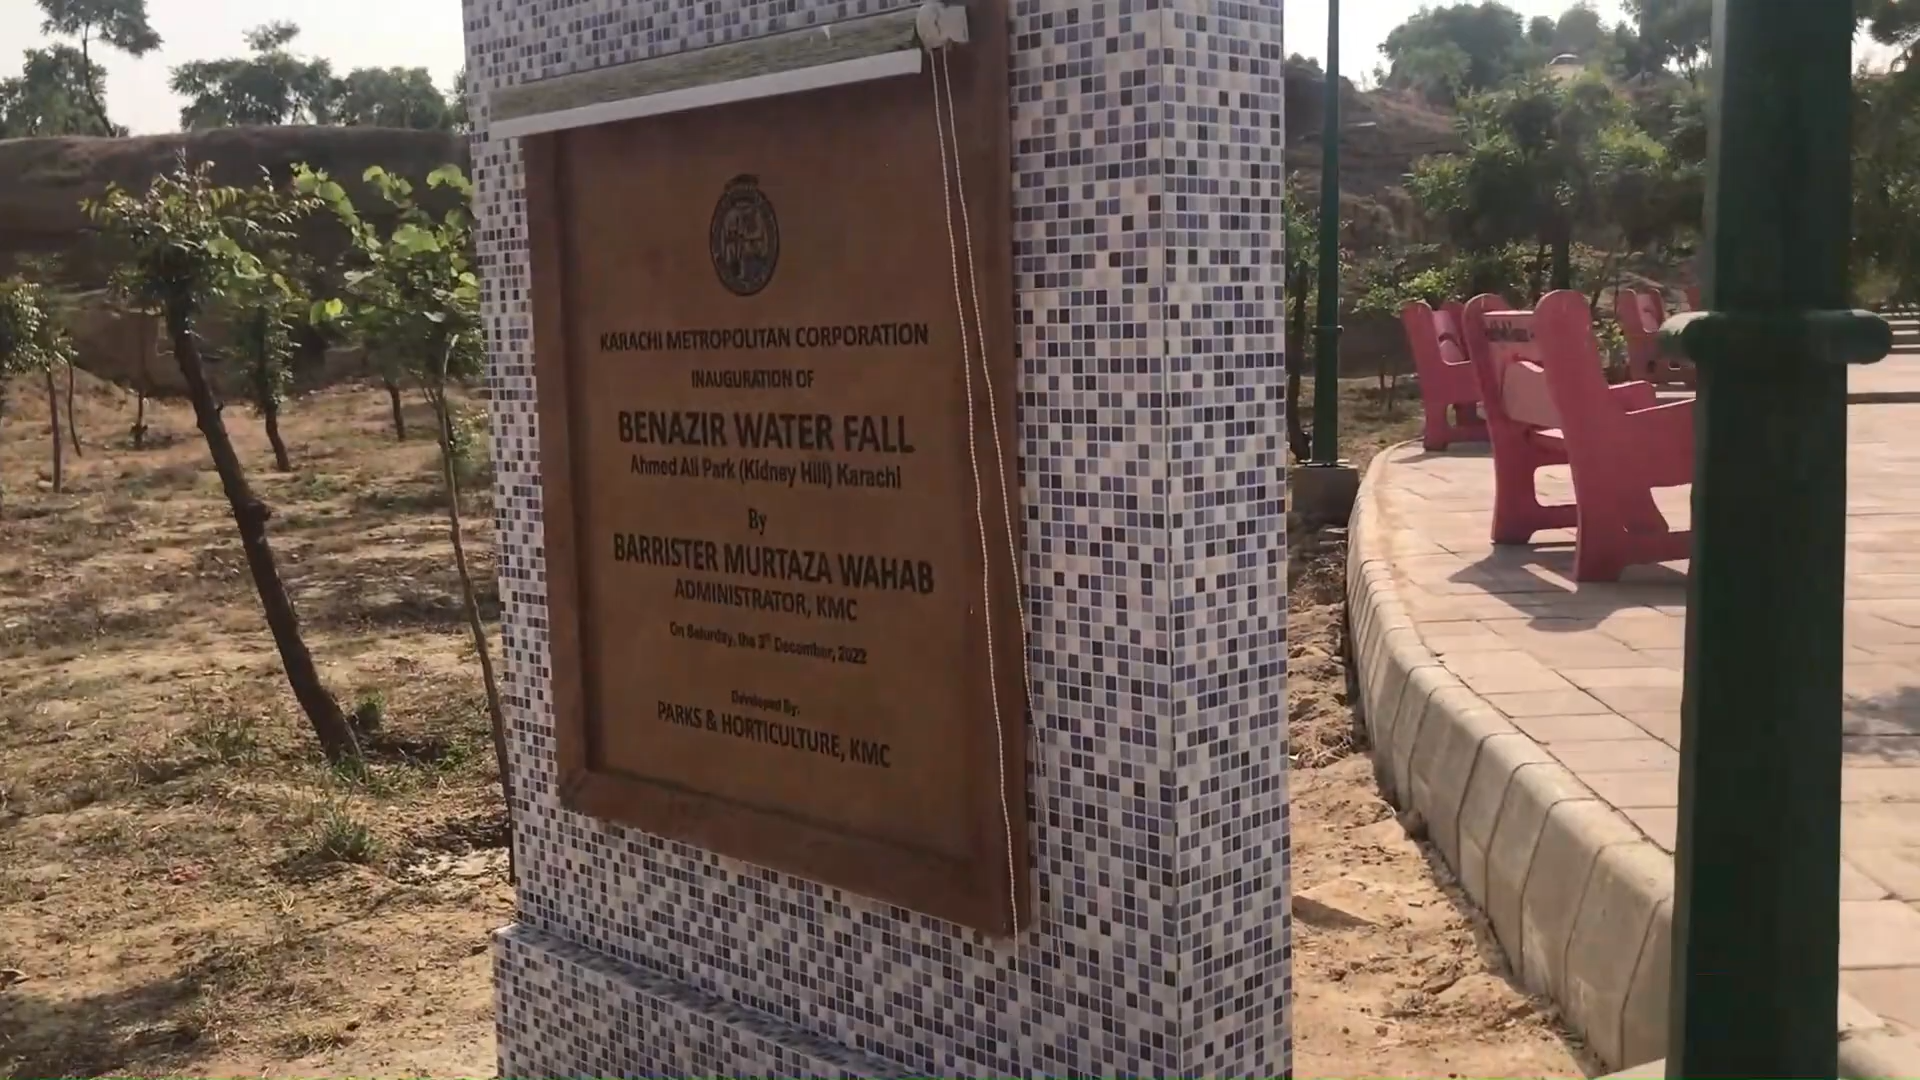 KARACHI METROPOLITAN CORPORATION
INAUGURATION OF
BENAZIR WATER FALL
Ahmed Ali Park (Kidney Hill) Karachi
By
BARRISTER MURTAZA WAHAB
ADMINISTRATOR, KMC
On Saturday, the 3rd December, 2022
Developed By:
PARKS & HORTICULTURE, KMC